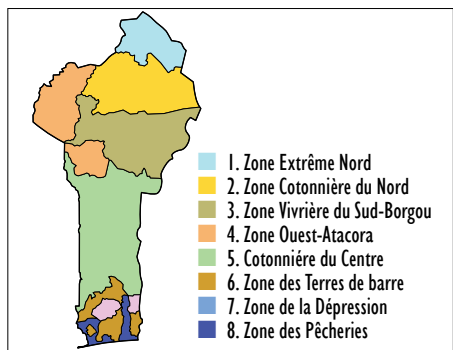 1. Zone Extrême Nord
2. Zone Cotonnière du Nord
3. Zone Vivrière du Sud-Borgou
4. Zone Ouest-Atacora
5. Cotonniére du Centre
6. Zone des Terres de barre
7. Zone de la Dépression
8. Zone des Pêcheries